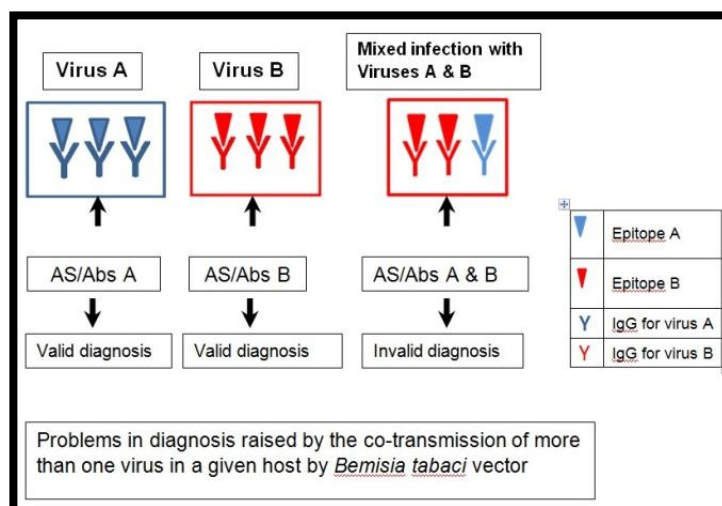 Virus A
Virus B
Mixed infection with
Viruses A & B
AS/Abs A
AS/Abs B
AS/Abs A & B
Valid diagnosis
Valid diagnosis
Invalid diagnosis
Epitope A
Epitope B
IgG for virus A
IgG for virus B
Problems in diagnosis raised by the co-transmission of more
than one virus in a given host by Bemisia tabaci vector